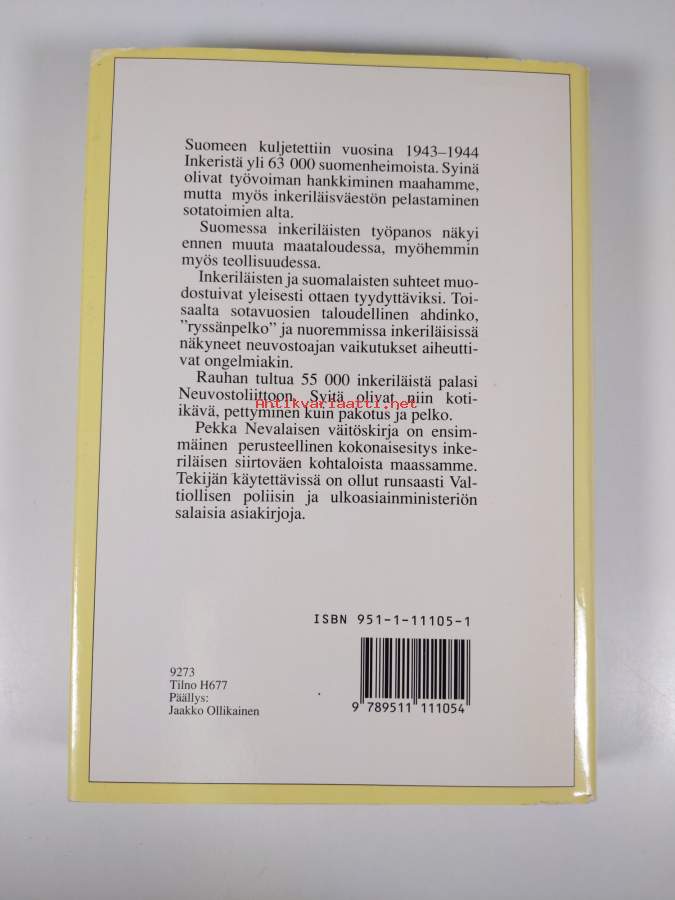 Suomeen kuljetettiin vuosina 1943–1944
Inkeristä yli 63 000 suomenheimoista. Syinä
olivat työvoiman hankkiminen maahamme,
mutta myös inkeriläisväestön pelastaminen
sotatoimien alta.
Suomessa inkeriläisten työpanos näkyi
ennen muuta maataloudessa, myöhemmin
myös teollisuudessa.
Inkeriläisten ja suomalaisten suhteet muo-
dostuivat yleisesti ottaen tyydyttäviksi. Toi-
saalta sotavuosien taloudellinen ahdinko,
”ryssänpelko” ja nuoremmissa inkeriläisissä
näkyneet neuvostoajan vaikutukset aiheutti-
vat ongelmiakin.
Rauhan tultua 55 000 inkeriläistä palasi
Neuvostoliittoon. Syitä olivat niin koti-
Antikvariaatti.net
ikävä, pettyminen kuin pakotus ja pelko.
Pekka Nevalaisen väitöskirja on ensim-
mäinen perusteellinen kokonaisesitys inke-
riläisen siirtoväen kohtaloista maassamme.
Tekijän käytettävissä on ollut runsaasti Val-
tiollisen poliisin ja ulkoasiainministeriön
salaisia asiakirjoja.
ISBN 951-1-11105-1
9 789511 111054
9273
Tilno H677
Päällys:
Jaakko Ollikainen